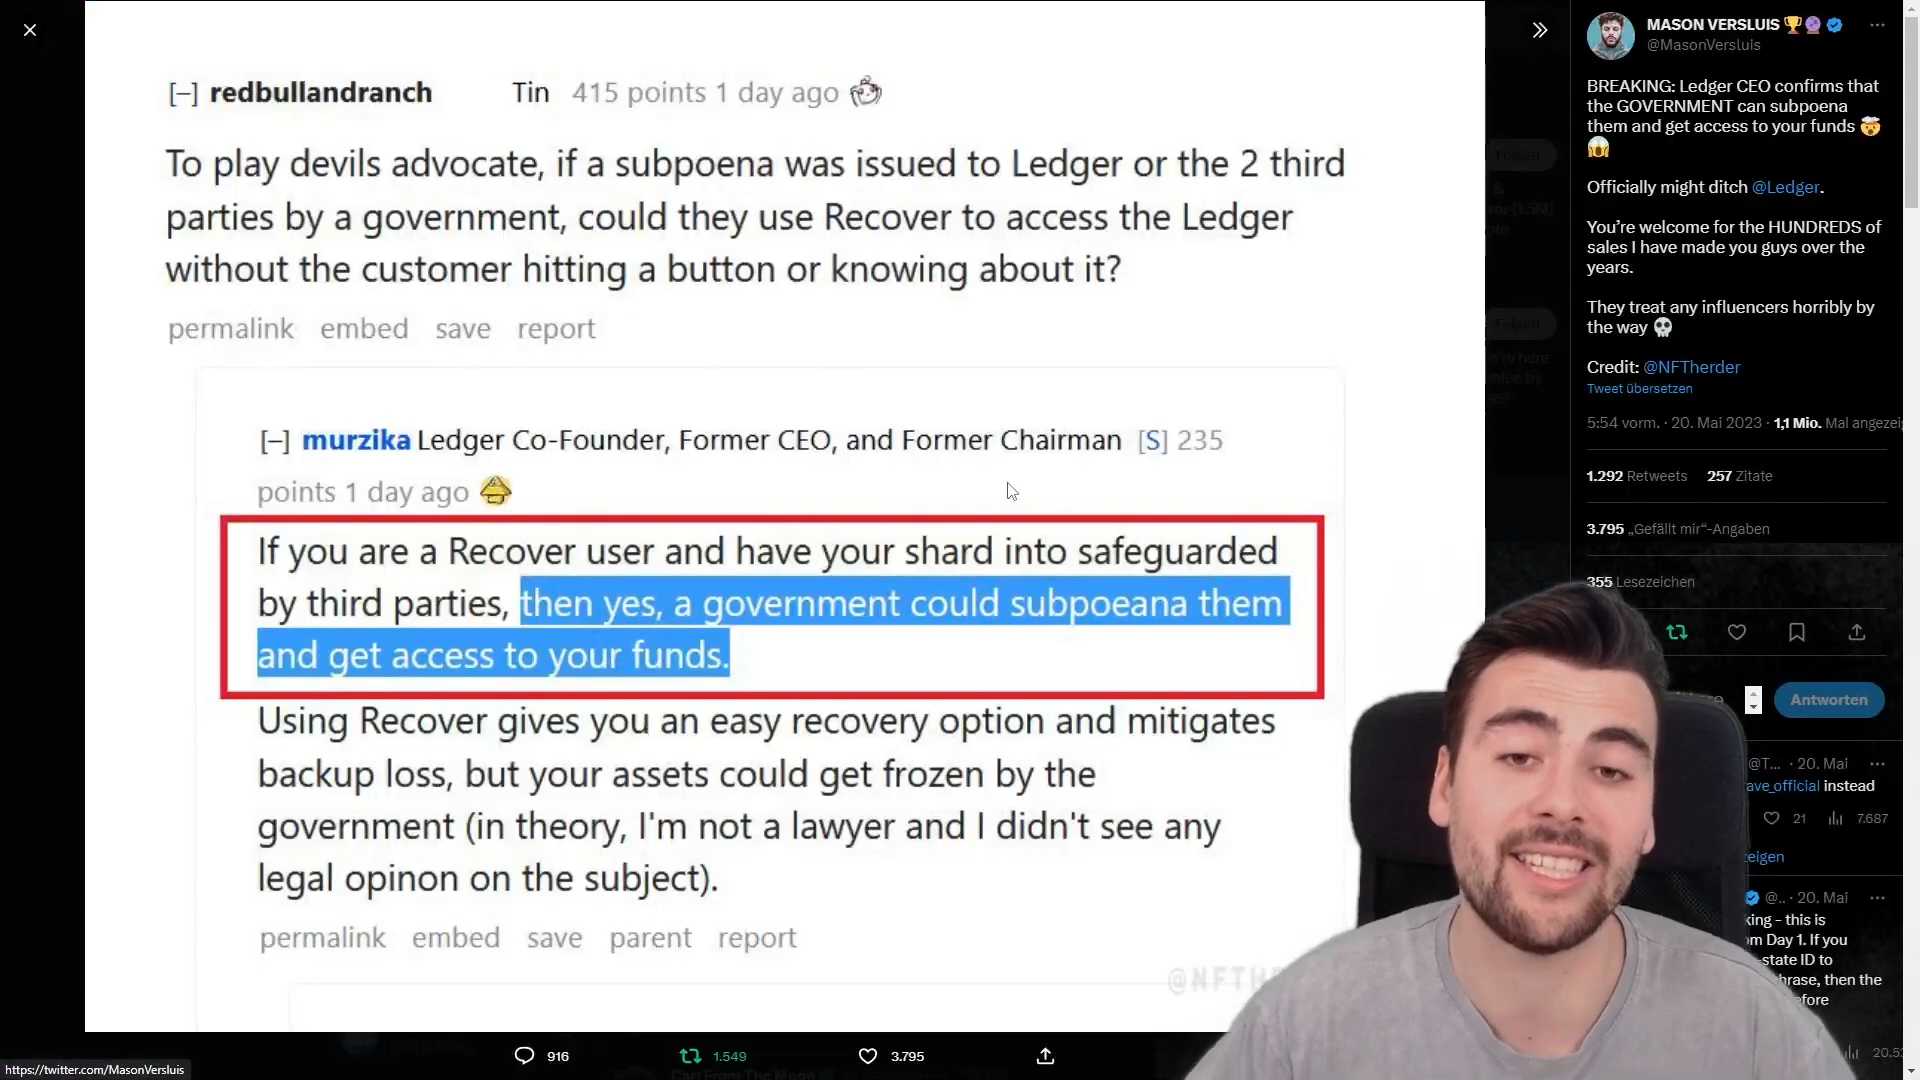 [–] redbullandranch Tin 415 points 1 day ago
To play devils advocate, if a subpoena was issued to Ledger or the 2 third
parties by a government, could they use Recover to access the Ledger
without the customer hitting a button or knowing about it?
permalink embed save report
[–] murzika Ledger Co-Founder, Former CEO, and Former Chairman [S] 235
points 1 day ago
If you are a Recover user and have your shard into safeguarded
by third parties, then yes, a government could subpoeana them
and get access to your funds.
Using Recover gives you an easy recovery option and mitigates
backup loss, but your assets could get frozen by the
government (in theory, I'm not a lawyer and I didn't see any
legal opinon on the subject).
permalink embed save parent report
916 1.549 3.795
https://twitter.com/MasonVersluis
MASON VERSLUIS
@MasonVersluis
BREAKING: Ledger CEO confirms that
the GOVERNMENT can subpoena
them and get access to your funds
Officially might ditch @Ledger.
You're welcome for the HUNDREDS of
sales I have made you guys over the
years.
They treat any influencers horribly by
the way
Credit: @NFTherder
Tweet übersetzen
5:54 vorm. · 20. Mai 2023 · 1,1 Mio. Mal
1.292 Retweets 257 Zitate
3.795 „Gefällt mir“-Angaben
355 Lesezeichen
Antworten
@T... · 20. Mai
instead
21 7.687
@.. · 20. Mai
this is
Day 1. If you
ID to
then the